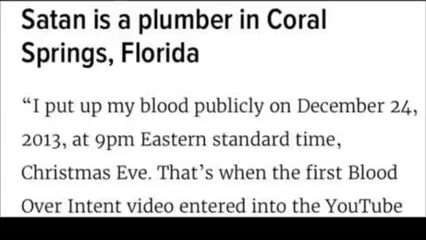 Satan is a plumber in Coral
Springs, Florida
“I put up my blood publicly on December 24,
2013, at 9pm Eastern standard time,
Christmas Eve. That’s when the first Blood
Over Intent video entered into the YouTube